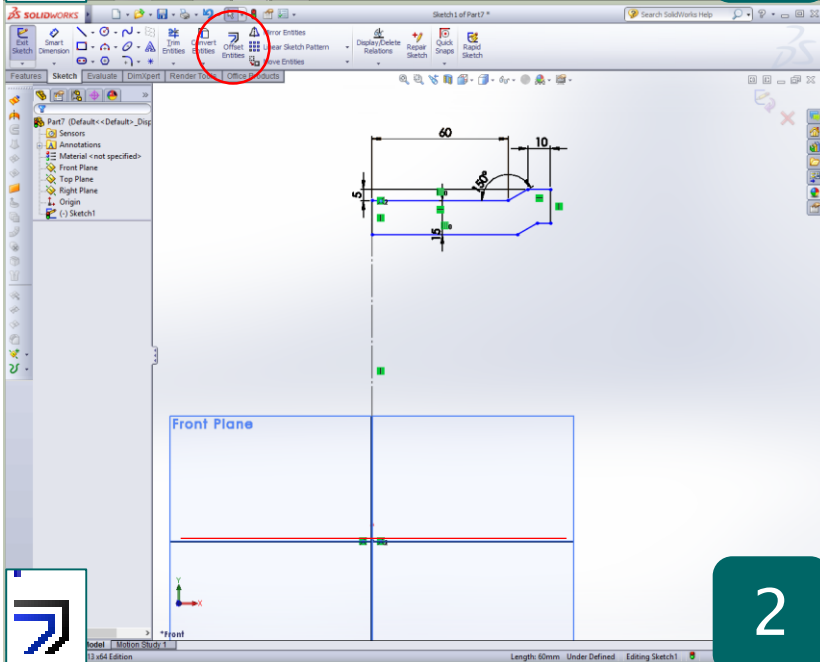 SOLIDWORKS
Sketch1 of Part7 *
Search SolidWorks Help
Exit Sketch
Smart Dimension
Trim Entities
Convert Entities
Offset Entities
Mirror Entities
Linear Sketch Pattern
Move Entities
Display/Delete Relations
Repair Sketch
Quick Snaps
Rapid Sketch
Features
Sketch
Evaluate
DimXpert
Render Tools
Office Products
Part7 (Default<<Default>_Disp
Sensors
Annotations
Material <not specified>
Front Plane
Top Plane
Right Plane
Origin
(-) Sketch1
60
10
150°
5
15
Front Plane
Y
X
*Front
Model
Motion Study 1
13 x64 Edition
Length: 60mm
Under Defined
Editing Sketch1
2